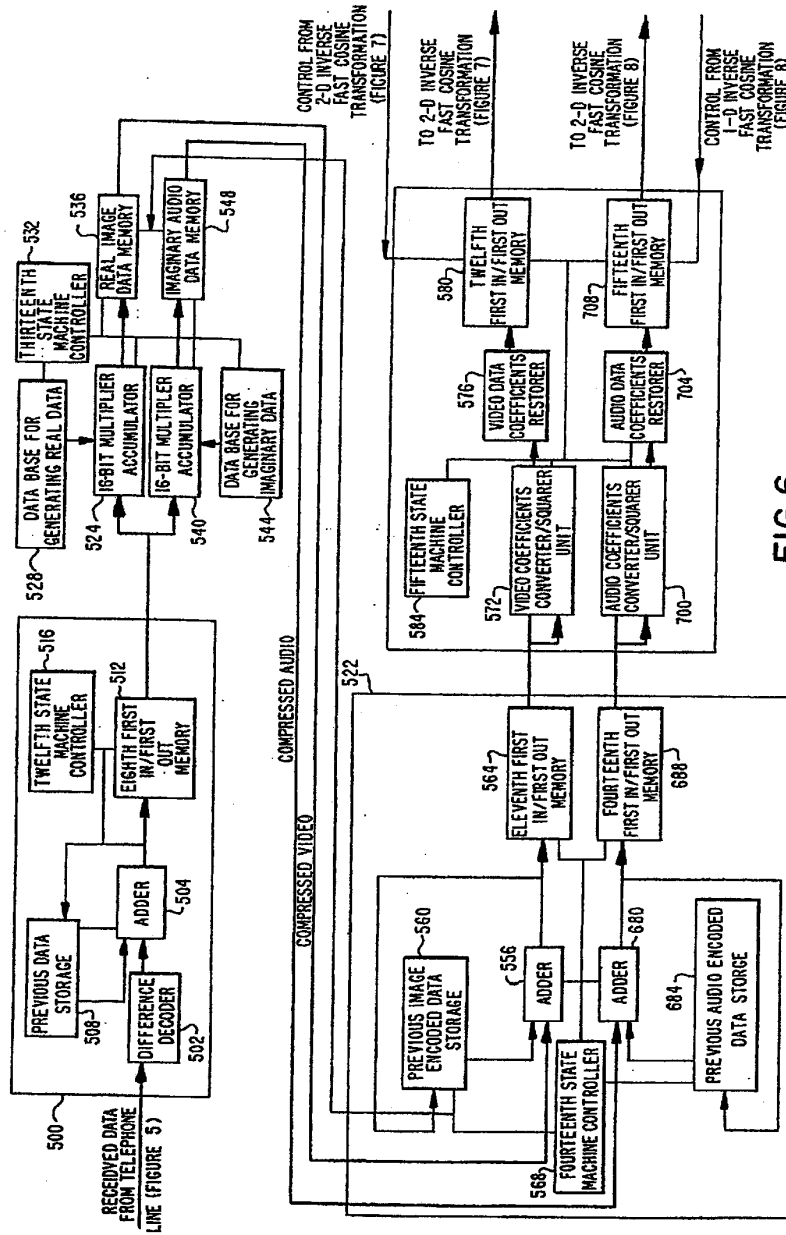 RECEIDVED DATA
FROM TELEPHONE
LINE (FIGURE 5)
500
PREVIOUS DATA
STORAGE
508
DIFFERENCE
DECODER
502
ADDER
504
TWELFTH STATE
MACHINE
CONTROLLER
516
EIGHTH FIRST
IN/FIRST
OUT
MEMORY
512
DATA BASE FOR
GENERATING REAL DATA
528
THIRTEENTH
STATE
MACHINE
CONTROLLER
532
16-BIT MULTIPLIER
ACCUMULATOR
524
16-BIT MULTIPLER
ACCUMULATOR
540
DATA BASE FOR
GENERATING
IMAGINARY DATA
544
REAL IMAGE
DATA MEMORY
536
IMAGINARY AUDIO
DATA MEMORY
548
COMPRESSED AUDIO
COMPRESSED VIDEO
522
PREVIOUS IMAGE
ENCODED DATA
STORAGE
560
ADDER
556
ADDER
680
FOURTEENTH STATE
MACHINE CONTROLLER
568
PREVIOUS AUDIO ENCODED
DATA STORGE
684
ELEVENTH FIRST
IN/FIRST OUT
MEMORY
564
FOURTEENTH
FIRST IN/FIRST OUT
MEMORY
688
FIFTEENTH STATE
MACHINE
CONTROLLER
584
VIDEO COEFFICIENTS
CONVERTER/SQUARER
UNIT
572
AUDIO COEFFICIENTS
CONVERTER/SQUARER
UNIT
700
VIDEO DATA
COEFFICIENTS
RESTORER
576
AUDIO DATA
COEFFICIENTS
RESTORER
704
TWELFTH
FIRST IN/FIRST OUT
MEMORY
580
FIFTEENTH
FIRST IN/FIRST OUT
MEMORY
708
CONTROL FROM
2-D INVERSE
FAST COSINE
TRANSFORMATION
(FIGURE 7)
TO 2-D INVERSE
FAST COSINE
TRANSFORMATION
(FIGURE 7)
TO 2-D INVERSE
FAST COSINE
TRANSFORMATION
(FIGURE 8)
CONTROL FROM
1-D INVERSE
FAST COSINE
TRANSFORMATION
(FIGURE 8)
FIG.6